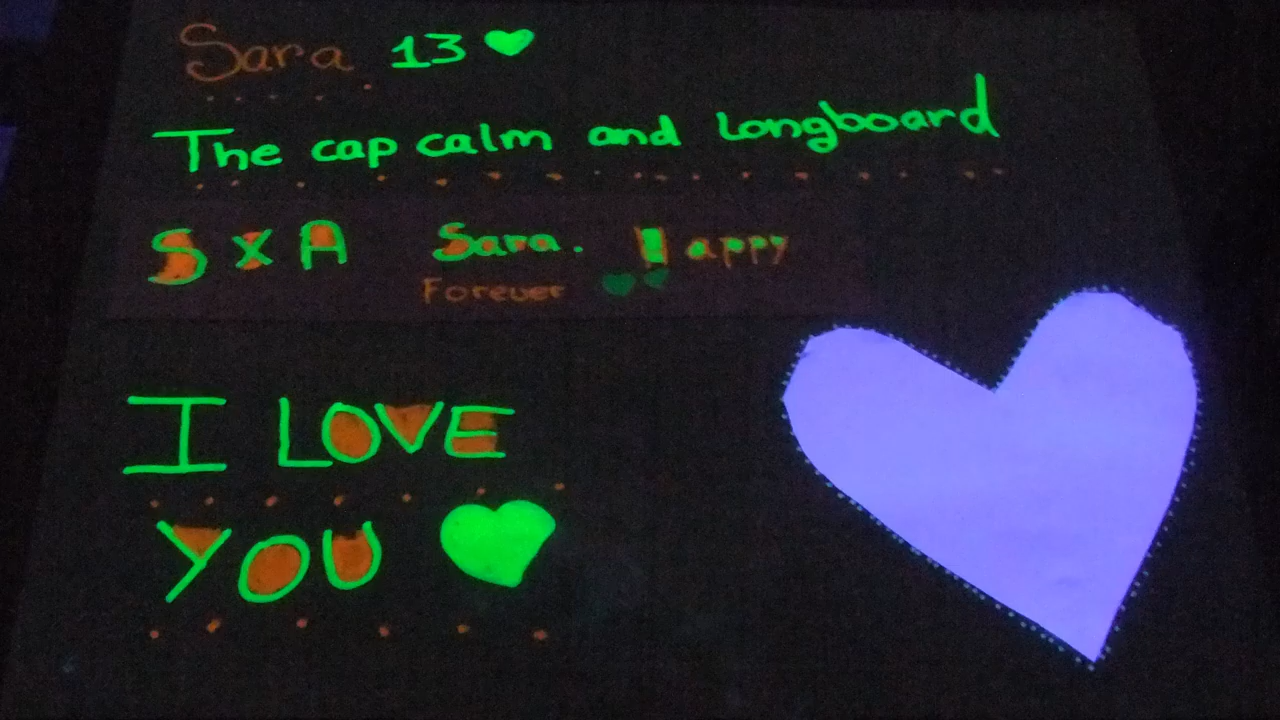 Sara 13
The cap calm and longboard
S X A Sara. Happy
Forever
I LOVE
YOU